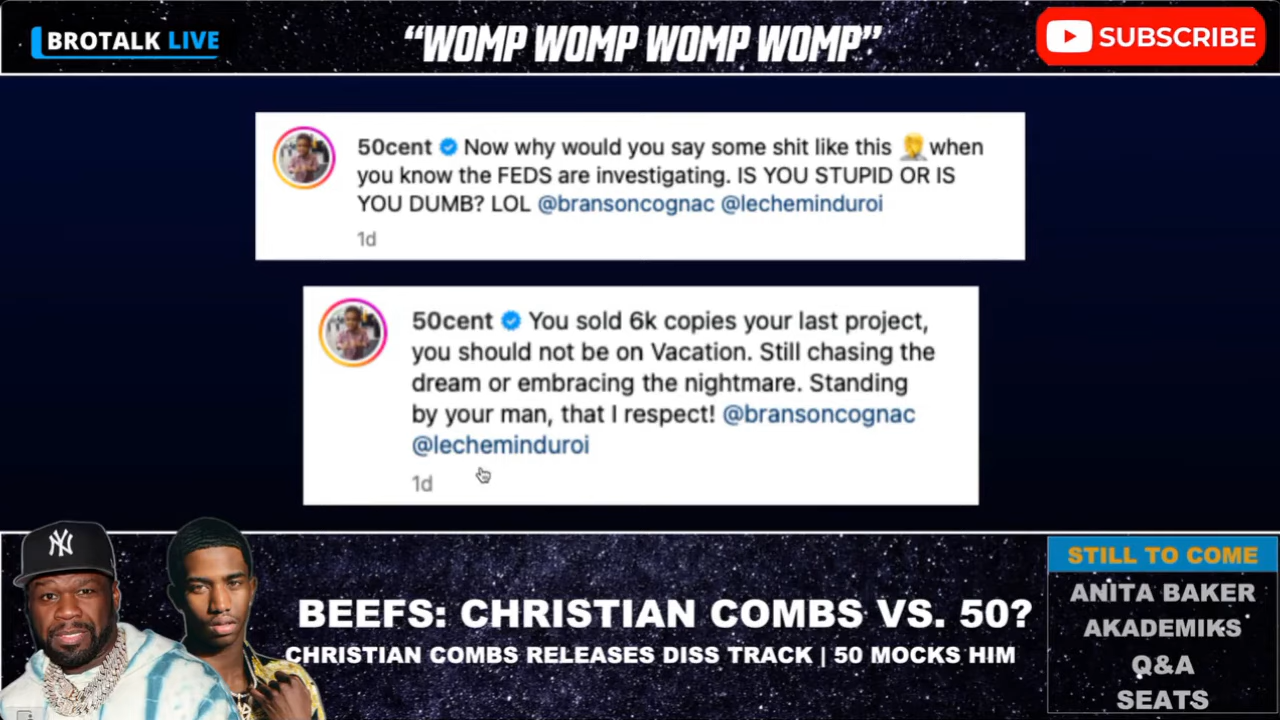 BROTALK LIVE
"WOMP WOMP WOMP WOMP"
SUBSCRIBE
50cent Now why would you say some shit like this 🤦when
you know the FEDS are investigating. IS YOU STUPID OR IS
YOU DUMB? LOL @bransoncognac @lecheminduroi
1d
50cent You sold 6k copies your last project,
you should not be on Vacation. Still chasing the
dream or embracing the nightmare. Standing
by your man, that I respect! @bransoncognac
@lecheminduroi
1d
NY
BEEFS: CHRISTIAN COMBS VS. 50?
CHRISTIAN COMBS RELEASES DISS TRACK | 50 MOCKS HIM
STILL TO COME
ANITA BAKER
AKADEMIKS
Q&A
SEATS